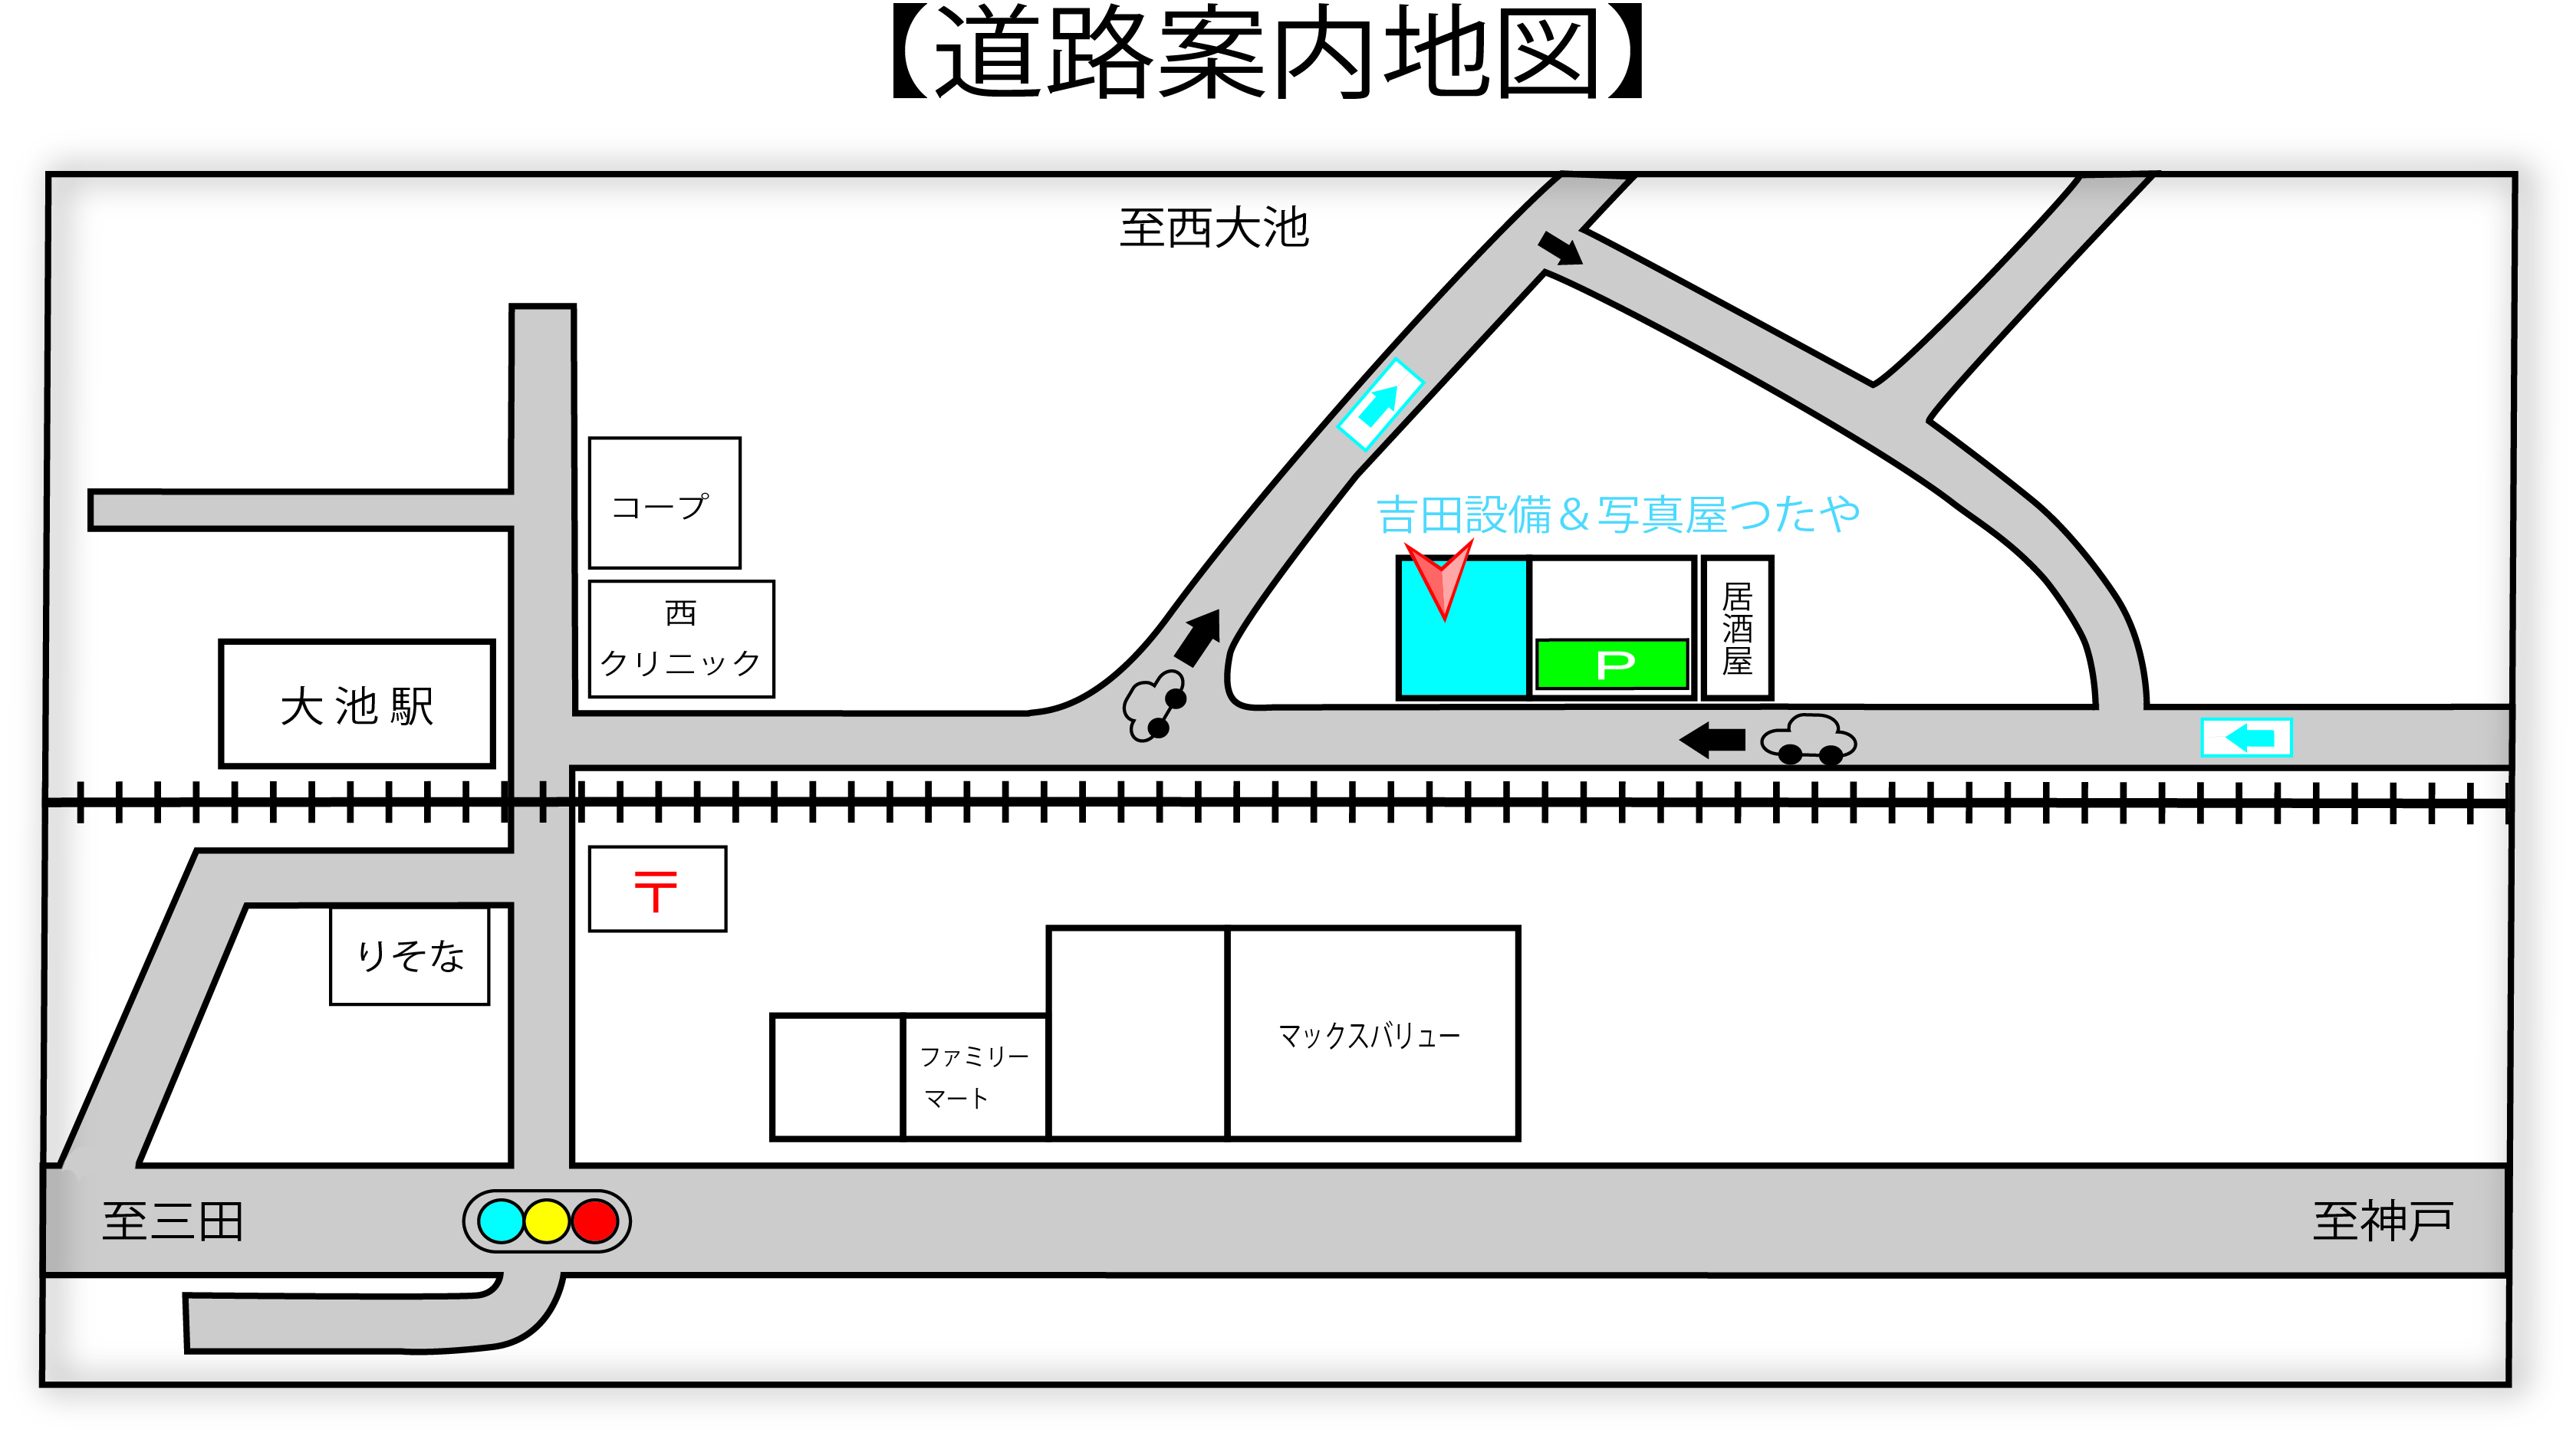 【道路案内地図】
至西大池
コープ
吉田設備＆写真屋つたや
西
クリニック
居酒屋
P
大池駅
〒
りそな
ファミリー
マート
マックスバリュー
至三田
至神戸